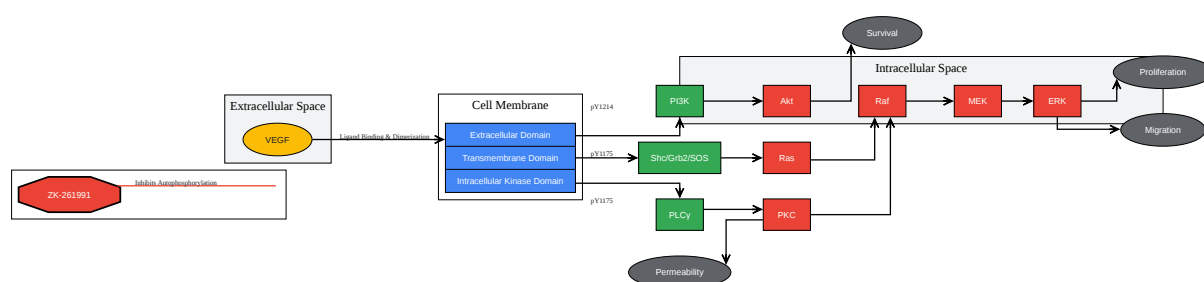 Survival
Intracellular Space
Proliferation
Extracellular Space
Cell Membrane
pY1214
PI3K
Akt
Raf
MEK
ERK
VEGF
Ligand Binding & Dimerization
Extracellular Domain
Migration
Transmembrane Domain
pY1175
Shc/Grb2/SOS
Ras
Inhibits Autophosphorylation
Intracellular Kinase Domain
ZK-261991
pY1175
PLCγ
PKC
Permeability